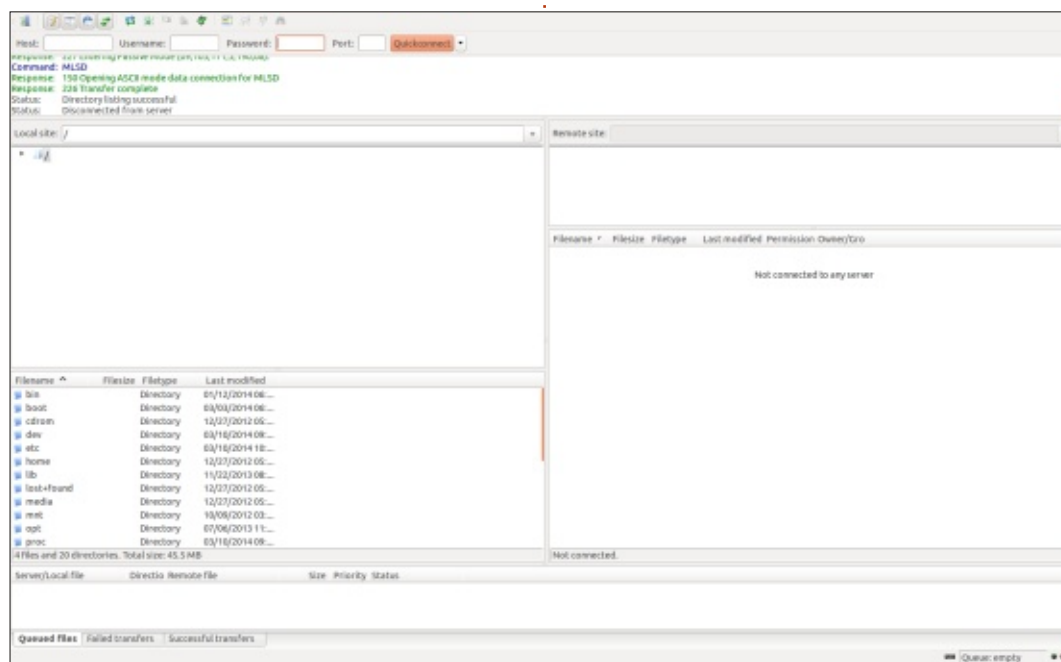 Host: Username: Password: Port: Quickconnect
Command: MLSD
Response: 150 Opening ASCII mode data connection for MLSD
Response: 226 Transfer complete
Status: Directory listing successful
Status: Disconnected from server
Local site: /
/
Remote site:
Filename Filesize Filetype Last modified Permission Owner/Gro
Not connected to any server
Not connected.
Filename Filesize Filetype Last modified
bin Directory 01/12/2014 06:...
boot Directory 03/03/2014 06:...
cdrom Directory 12/27/2012 05:...
dev Directory 03/10/2014 09:...
etc Directory 03/10/2014 10:...
home Directory 12/27/2012 05:...
lib Directory 11/22/2013 08:...
lost+found Directory 12/27/2012 05:...
media Directory 12/27/2012 05:...
mnt Directory 10/09/2012 03:...
opt Directory 07/06/2013 11:...
proc Directory 03/10/2014 09:...
4 files and 20 directories. Total size: 45.5 MB
Server/Local file Directio Remote file Size Priority Status
Queued files Failed transfers Successful transfers
Queue: empty